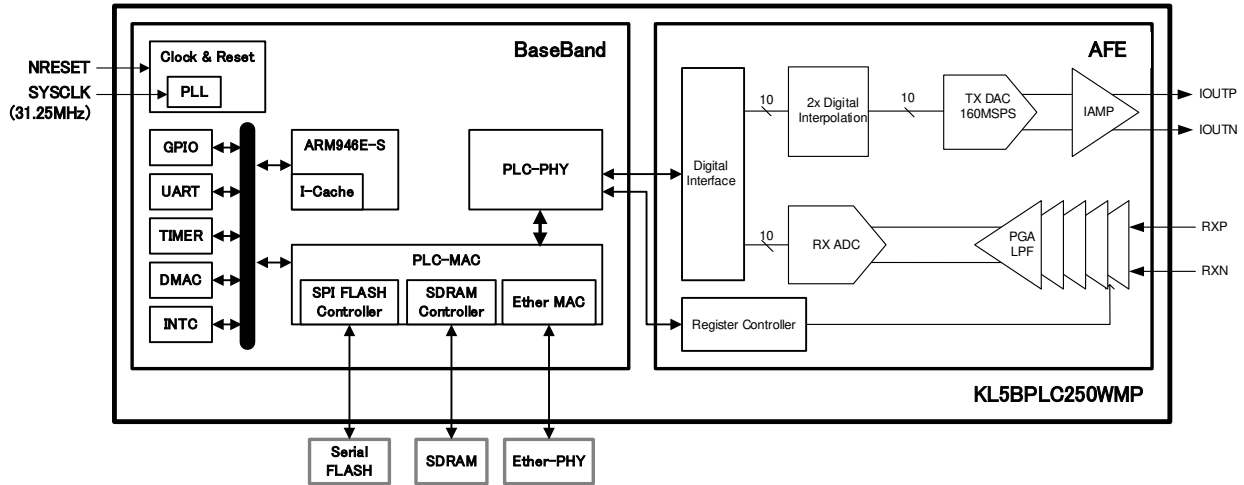 BaseBand
AFE
Clock & Reset
PLL
NRESET
SYSCLK
(31.25MHz)
GPIO
UART
TIMER
DMAC
INTC
ARM946E-S
I-Cache
PLC-PHY
PLC-MAC
SPI FLASH
Controller
SDRAM
Controller
Ether MAC
Digital
Interface
10
2x Digital
Interpolation
10
TX DAC
160MSPS
IAMP
IOUTP
IOUTN
10
RX ADC
PGA
LPF
RXP
RXN
Register Controller
KL5BPLC250WMP
Serial
FLASH
SDRAM
Ether-PHY